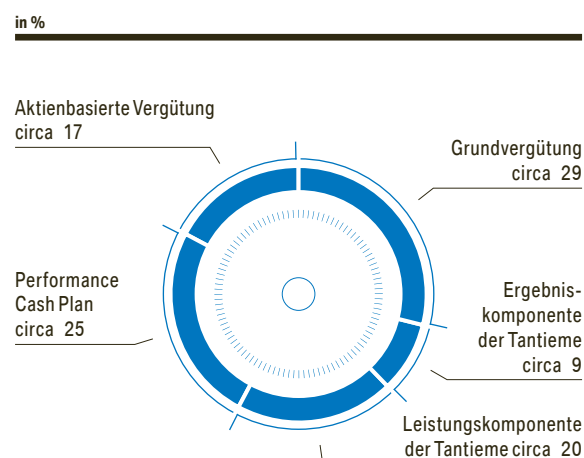 in %
Aktienbasierte Vergütung
circa 17
Grundvergütung
circa 29
Performance
Cash Plan
circa 25
Ergebnis-
komponente
der Tantieme
circa 9
Leistungskomponente
der Tantieme circa 20